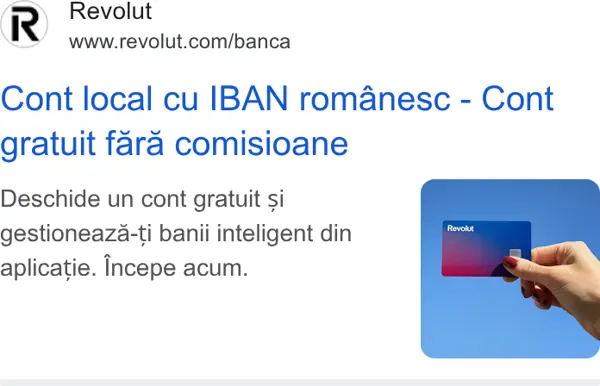 Revolut
www.revolut.com/banca
Cont local cu IBAN românesc - Cont
gratuit fără comisioane
Deschide un cont gratuit și
gestionează-ți banii inteligent din
aplicație. Începe acum.
Revolut